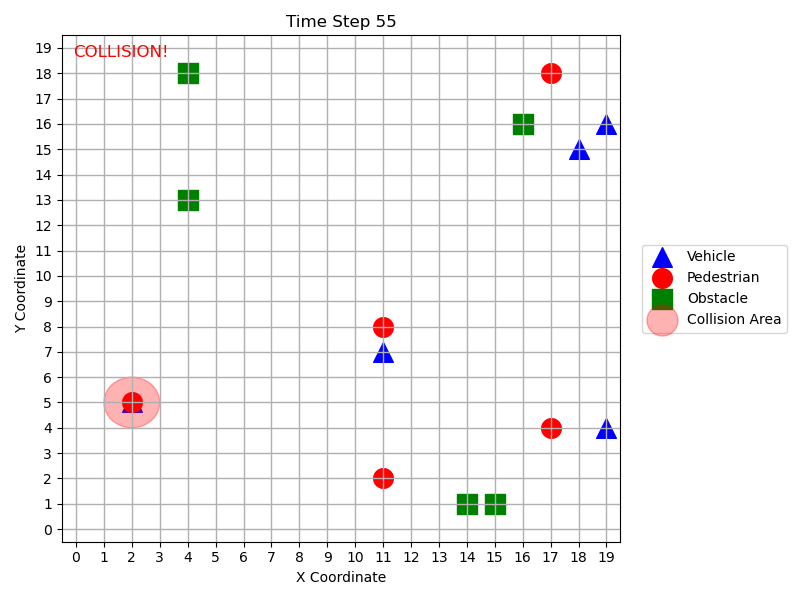 Time Step 55
COLLISION!
19
18
17
16
15
14
13
12
11
10
9
8
7
6
5
4
3
2
1
0
Y Coordinate
0 1 2 3 4 5 6 7 8 9 10 11 12 13 14 15 16 17 18 19
X Coordinate
Vehicle
Pedestrian
Obstacle
Collision Area